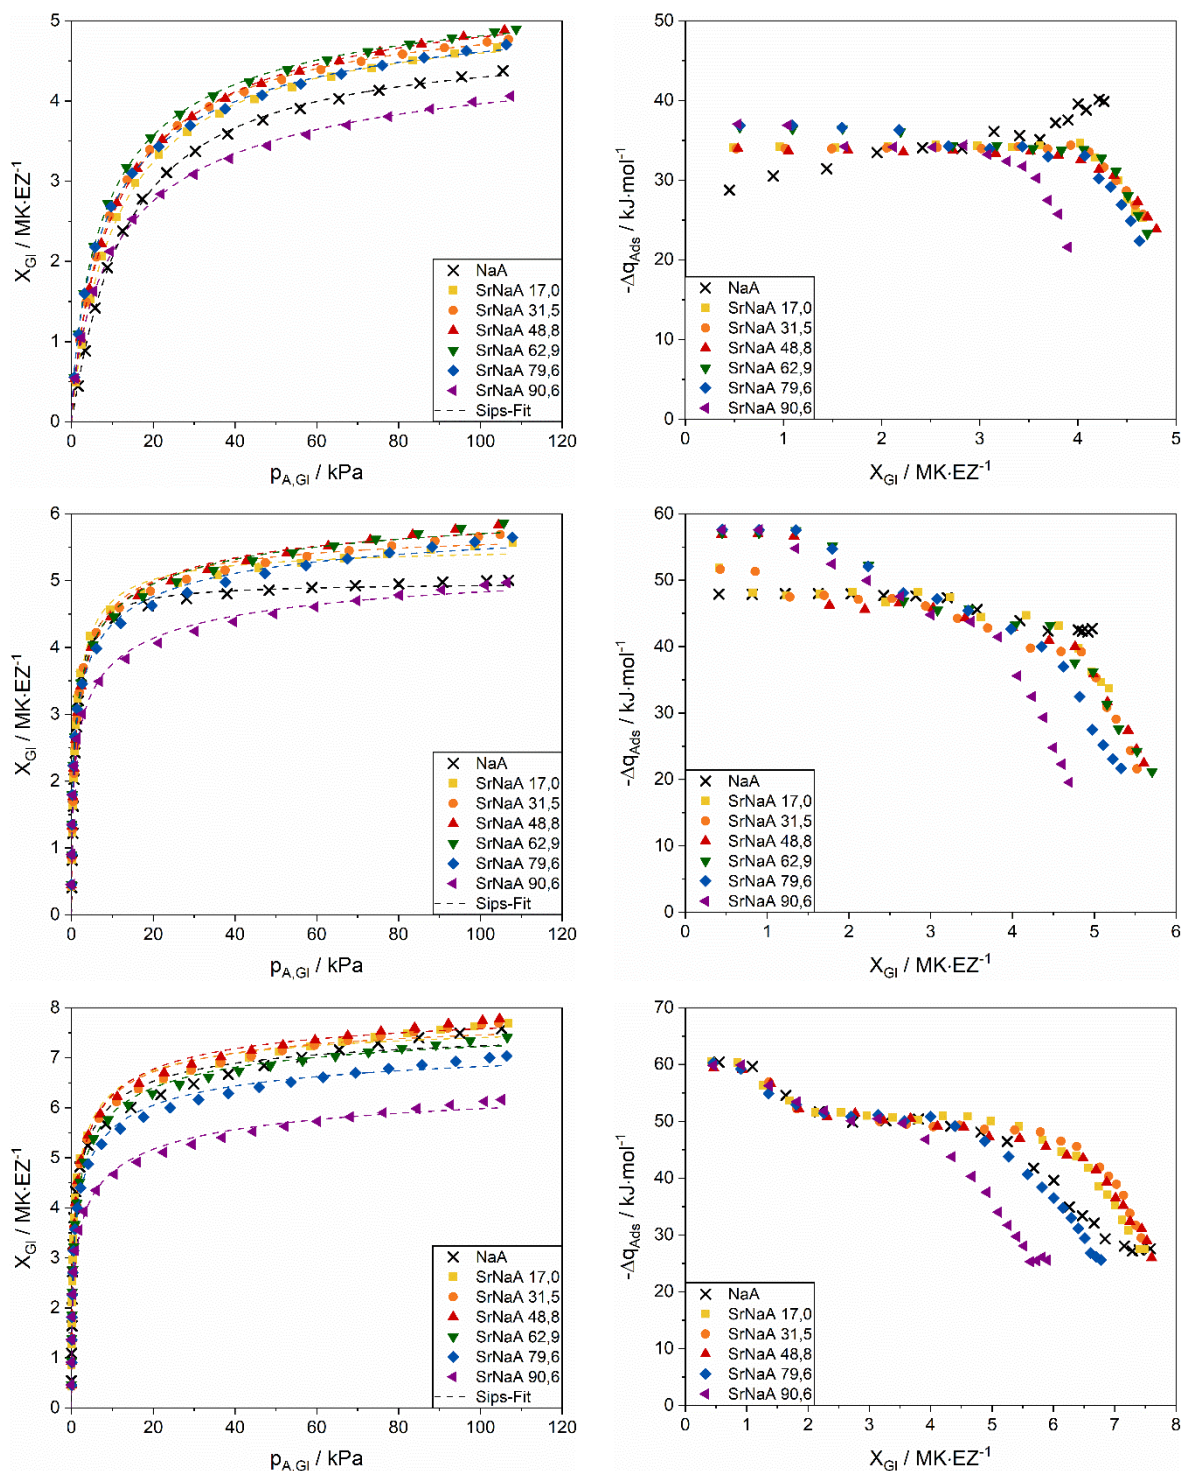 5
4
3
2
1
0
X_GI / MK·EZ⁻¹
NaA
SrNaA 17,0
SrNaA 31,5
SrNaA 48,8
SrNaA 62,9
SrNaA 79,6
SrNaA 90,6
Sips-Fit
0 20 40 60 80 100 120
p_A,GI / kPa
50
40
30
20
10
0
-Δq_Ads / kJ·mol⁻¹
NaA
SrNaA 17,0
SrNaA 31,5
SrNaA 48,8
SrNaA 62,9
SrNaA 79,6
SrNaA 90,6
0 1 2 3 4 5
X_GI / MK·EZ⁻¹
6
5
4
3
2
1
0
X_GI / MK·EZ⁻¹
NaA
SrNaA 17,0
SrNaA 31,5
SrNaA 48,8
SrNaA 62,9
SrNaA 79,6
SrNaA 90,6
Sips-Fit
0 20 40 60 80 100 120
p_A,GI / kPa
60
50
40
30
20
10
0
-Δq_Ads / kJ·mol⁻¹
NaA
SrNaA 17,0
SrNaA 31,5
SrNaA 48,8
SrNaA 62,9
SrNaA 79,6
SrNaA 90,6
0 1 2 3 4 5 6
X_GI / MK·EZ⁻¹
8
7
6
5
4
3
2
1
0
X_GI / MK·EZ⁻¹
NaA
SrNaA 17,0
SrNaA 31,5
SrNaA 48,8
SrNaA 62,9
SrNaA 79,6
SrNaA 90,6
Sips-Fit
0 20 40 60 80 100 120
p_A,GI / kPa
70
60
50
40
30
20
10
0
-Δq_Ads / kJ·mol⁻¹
NaA
SrNaA 17,0
SrNaA 31,5
SrNaA 48,8
SrNaA 79,6
SrNaA 90,6
0 1 2 3 4 5 6 7 8
X_GI / MK·EZ⁻¹